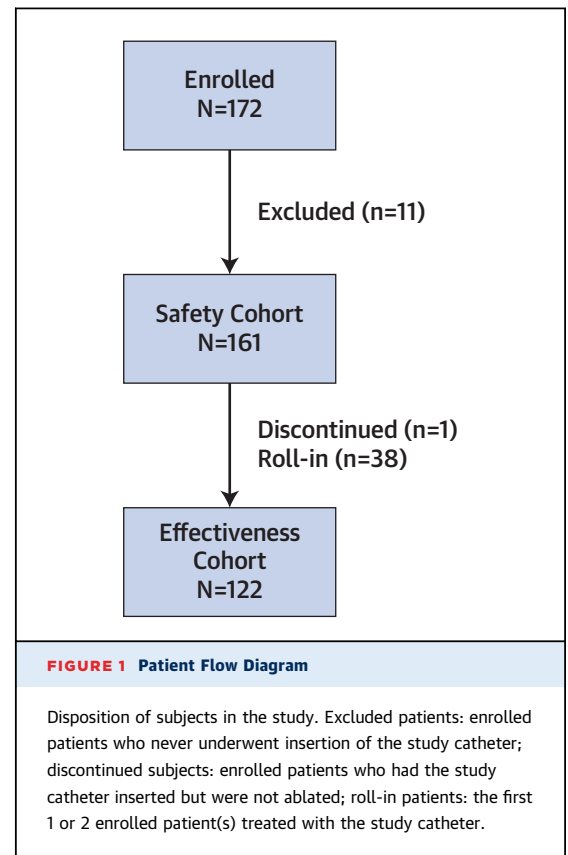 Enrolled
N=172
Excluded (n=11)
Safety Cohort
N=161
Discontinued (n=1)
Roll-in (n=38)
Effectiveness
Cohort
N=122
FIGURE 1 Patient Flow Diagram
Disposition of subjects in the study. Excluded patients: enrolled
patients who never underwent insertion of the study catheter;
discontinued subjects: enrolled patients who had the study
catheter inserted but were not ablated; roll-in patients: the first
1 or 2 enrolled patient(s) treated with the study catheter.